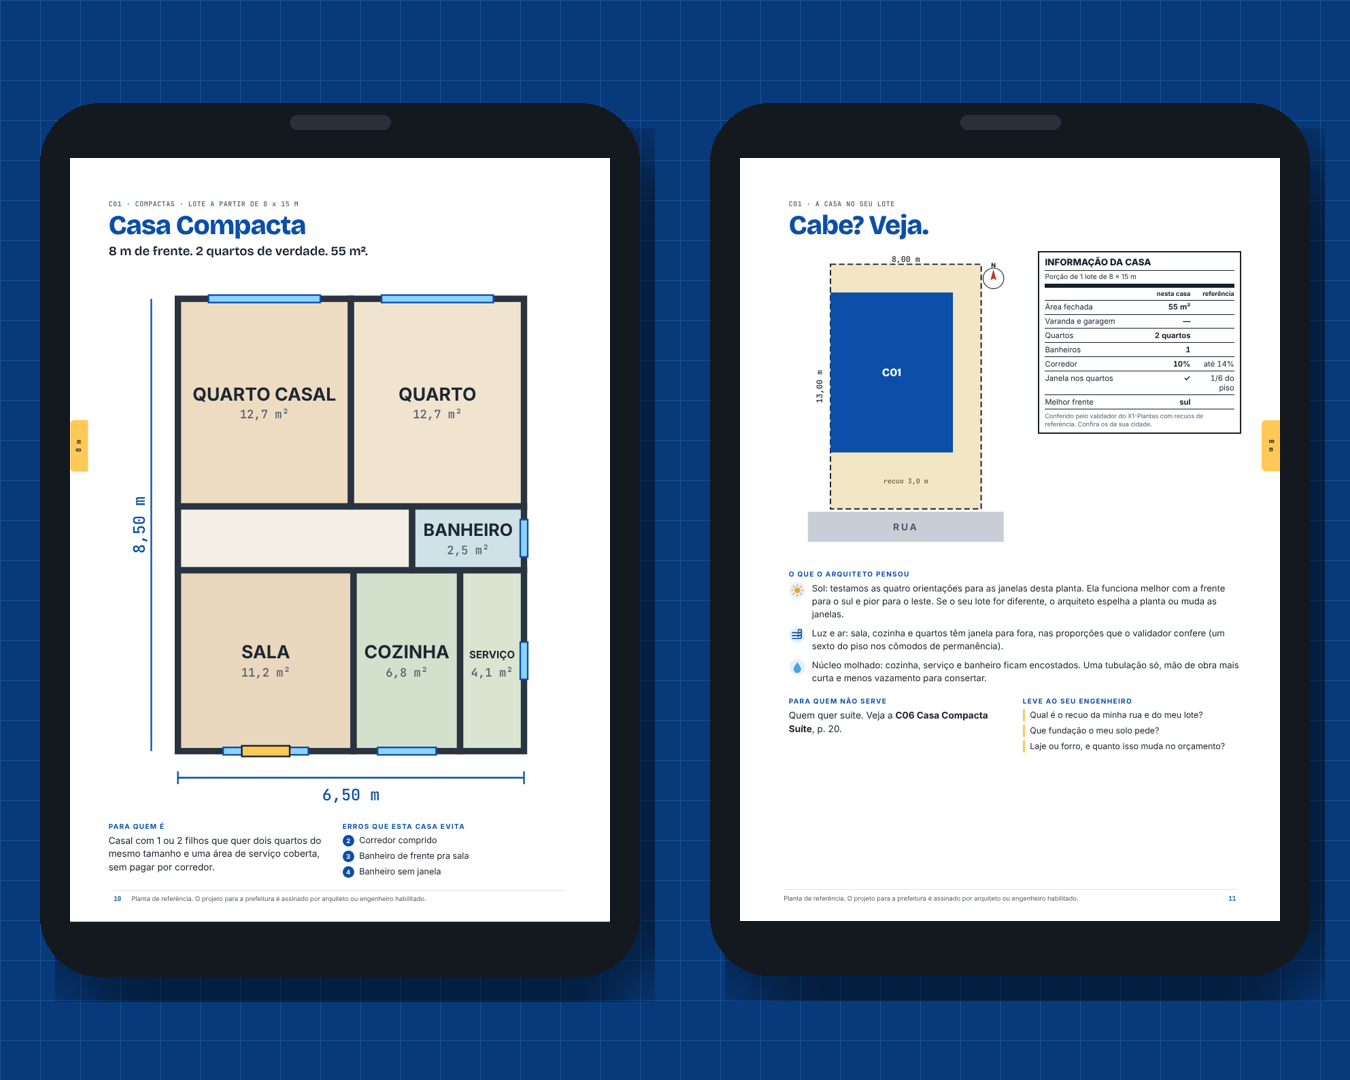 C01 · COMPACTAS · LOTE A PARTIR DE 8 x 15 M
Casa Compacta
8 m de frente. 2 quartos de verdade. 55 m².
QUARTO CASAL
12,7 m²
QUARTO
12,7 m²
8 m
8,50 m
BANHEIRO
2,5 m²
SALA
11,2 m²
COZINHA
6,8 m²
SERVIÇO
4,1 m²
6,50 m
PARA QUEM É
Casal com 1 ou 2 filhos que quer dois quartos do
mesmo tamanho e uma área de serviço coberta,
sem pagar por corredor.
ERROS QUE ESTA CASA EVITA
2 Corredor comprido
3 Banheiro de frente pra sala
4 Banheiro sem janela
10 Planta de referência. O projeto para a prefeitura é assinado por arquiteto ou engenheiro habilitado.
C01 · A CASA NO SEU LOTE
Cabe? Veja.
8,00 m
N
13,00 m
C01
recuo 3,0 m
RUA
INFORMAÇÃO DA CASA
Porção de 1 lote de 8 × 15 m
nesta casa referência
Área fechada 55 m²
Varanda e garagem —
Quartos 2 quartos
Banheiros 1
Corredor 10% até 14%
Janela nos quartos ✓ 1/6 do
piso
Melhor frente sul
Conferido pelo validador do X1-Plantas com recuos de
referência. Confira os da sua cidade.
8 m
O QUE O ARQUITETO PENSOU
Sol: testamos as quatro orientações para as janelas desta planta. Ela funciona melhor com a frente
para o sul e pior para o leste. Se o seu lote for diferente, o arquiteto espelha a planta ou muda as
janelas.
Luz e ar: sala, cozinha e quartos têm janela para fora, nas proporções que o validador confere (um
sexto do piso nos cômodos de permanência).
Núcleo molhado: cozinha, serviço e banheiro ficam encostados. Uma tubulação só, mão de obra mais
curta e menos vazamento para consertar.
PARA QUEM NÃO SERVE
Quem quer suíte. Veja a C06 Casa Compacta
Suíte, p. 20.
LEVE AO SEU ENGENHEIRO
Qual é o recuo da minha rua e do meu lote?
Que fundação o meu solo pede?
Laje ou forro, e quanto isso muda no orçamento?
Planta de referência. O projeto para a prefeitura é assinado por arquiteto ou engenheiro habilitado. 11